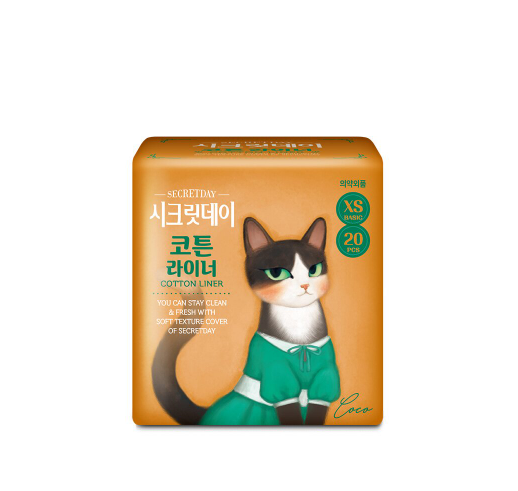 SECRETDAY
시크릿데이
코튼
라이너
COTTON LINER
YOU CAN STAY CLEAN
& FRESH WITH
SOFT TEXTURE COVER
OF SECRETDAY
의약외품
XS
BASIC
20
PCS
Coco